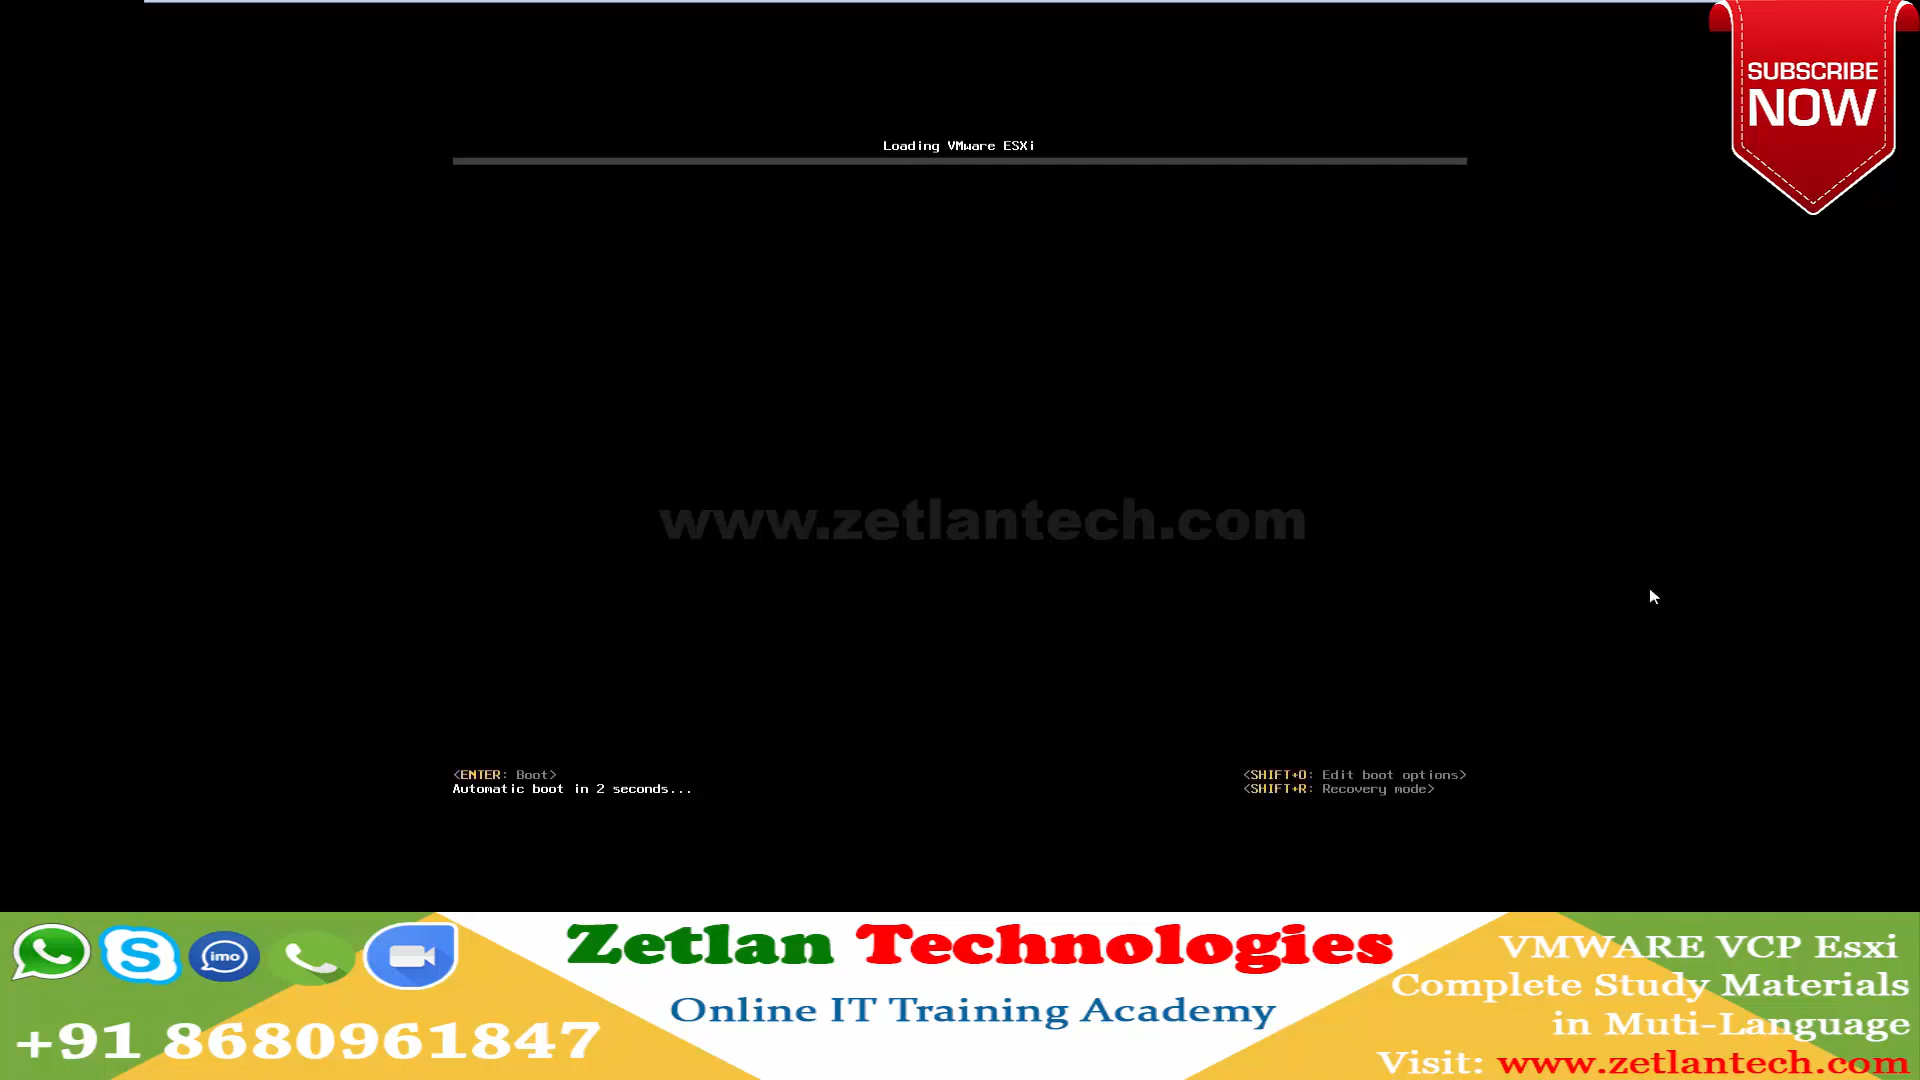 SUBSCRIBE
NOW
Loading VMware ESXi
www.zetlantech.com
<ENTER: Boot>
Automatic boot in 2 seconds...
<SHIFT+O: Edit boot options>
<SHIFT+R: Recovery mode>
imo
+91 8680961847
Zetlan Technologies
Online IT Training Academy
VMWARE VCP Esxi
Complete Study Materials
in Muti-Language
Visit: www.zetlantech.com